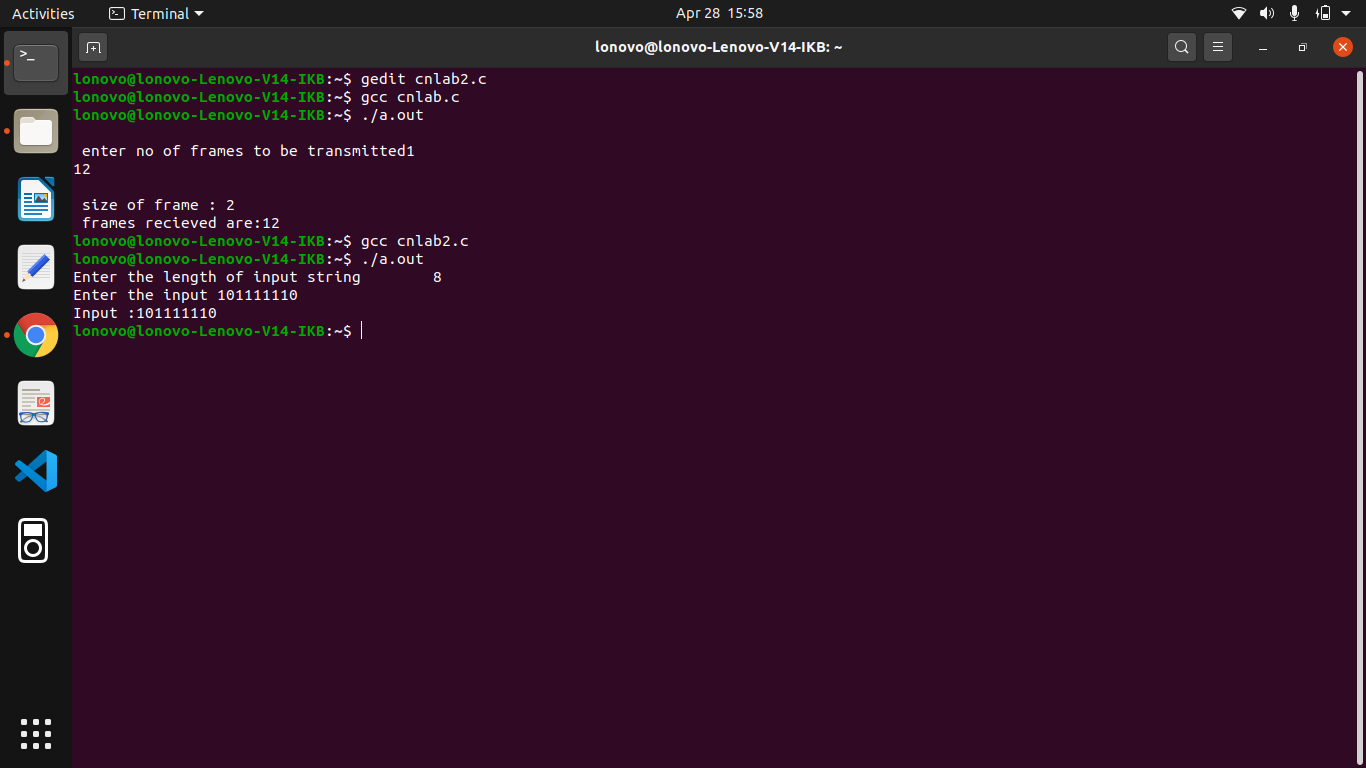 Activities Terminal Apr 28 15:58
lonovo@lonovo-Lenovo-V14-IKB: ~
lonovo@lonovo-Lenovo-V14-IKB:~$ gedit cnlab2.c
lonovo@lonovo-Lenovo-V14-IKB:~$ gcc cnlab.c
lonovo@lonovo-Lenovo-V14-IKB:~$ ./a.out
enter no of frames to be transmitted1
12
size of frame : 2
frames recieved are:12
lonovo@lonovo-Lenovo-V14-IKB:~$ gcc cnlab2.c
lonovo@lonovo-Lenovo-V14-IKB:~$ ./a.out
Enter the length of input string        8
Enter the input 101111110
Input :101111110
lonovo@lonovo-Lenovo-V14-IKB:~$